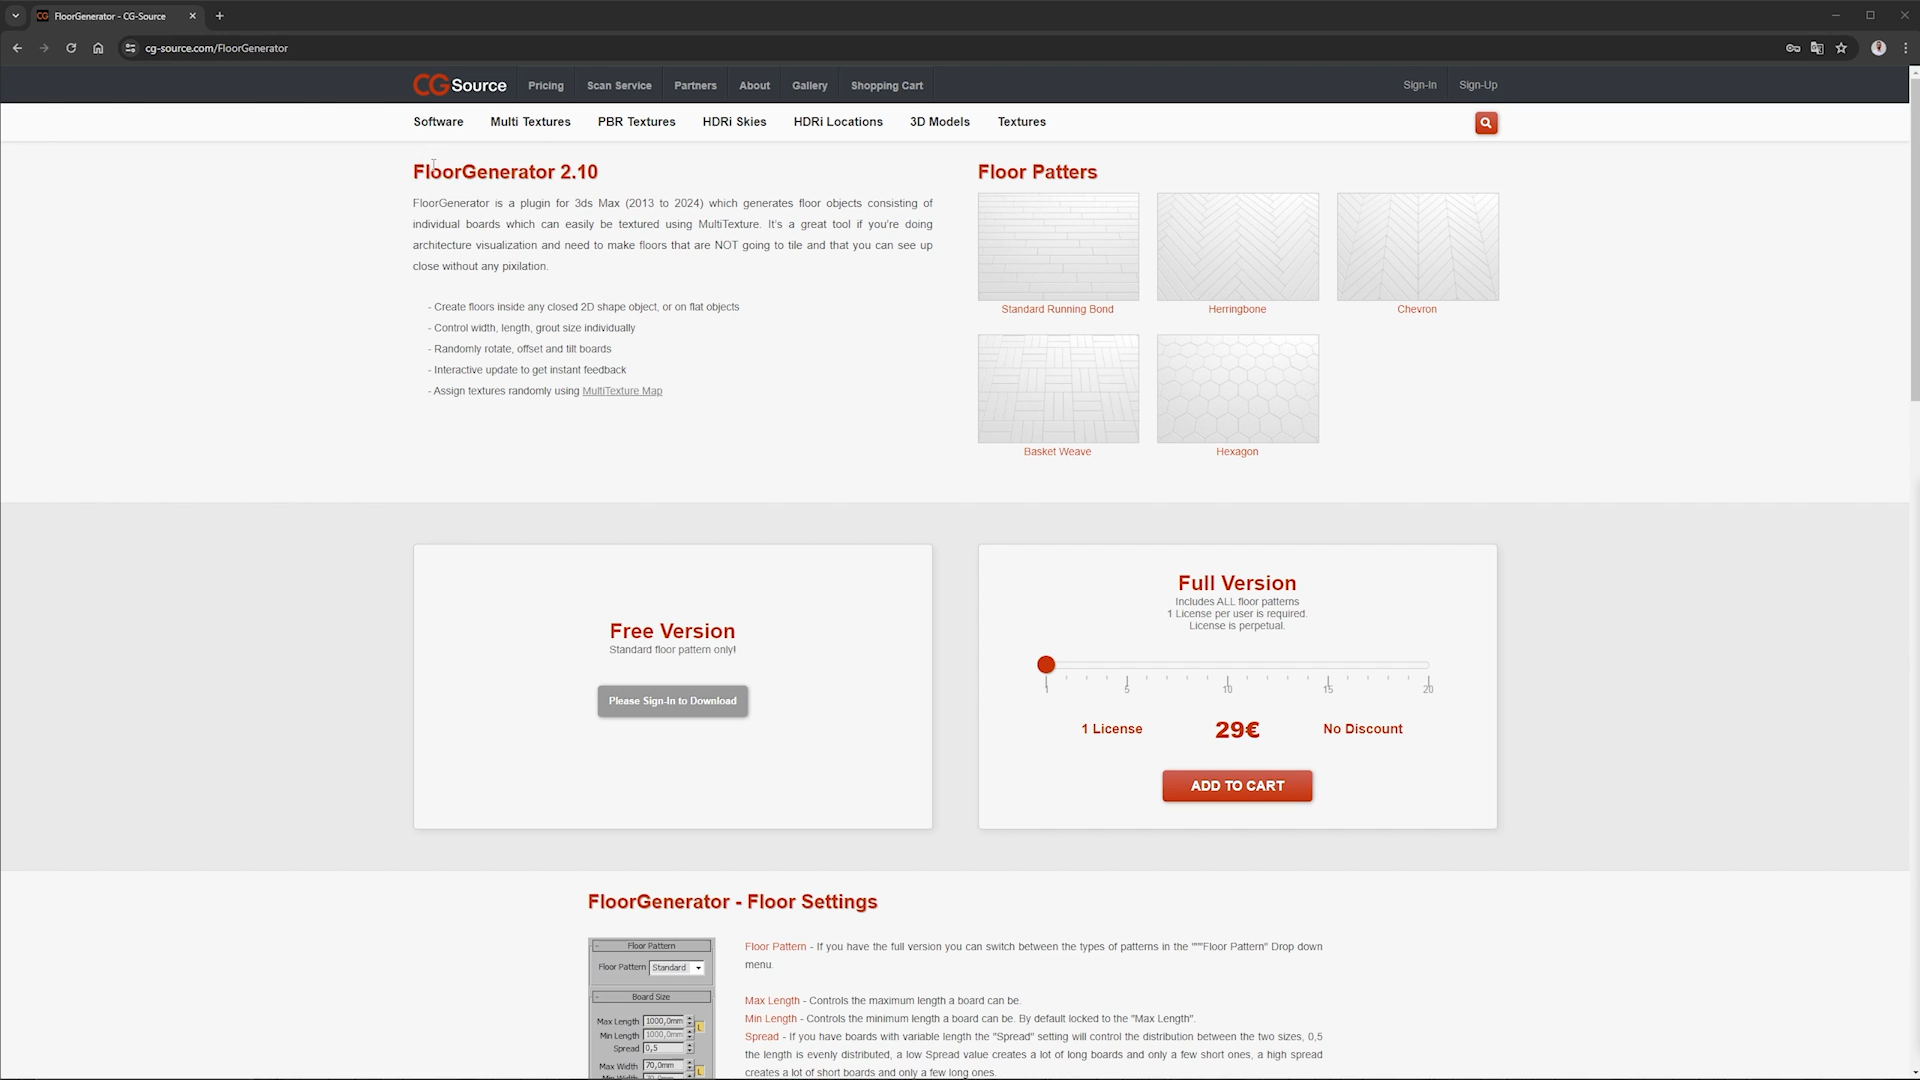 FloorGenerator - CG-Source
cg-source.com/FloorGenerator
CGSource Pricing Scan Service Partners About Gallery Shopping Cart Sign-In Sign-Up
Software Multi Textures PBR Textures HDRi Skies HDRi Locations 3D Models Textures
FloorGenerator 2.10
FloorGenerator is a plugin for 3ds Max (2013 to 2024) which generates floor objects consisting of
individual boards which can easily be textured using MultiTexture. It's a great tool if you're doing
architecture visualization and need to make floors that are NOT going to tile and that you can see up
close without any pixilation.
- Create floors inside any closed 2D shape object, or on flat objects
- Control width, length, grout size individually
- Randomly rotate, offset and tilt boards
- Interactive update to get instant feedback
- Assign textures randomly using MultiTexture Map
Floor Patters
Standard Running Bond
Herringbone
Chevron
Basket Weave
Hexagon
Free Version
Standard floor pattern only!
Please Sign-In to Download
Full Version
Includes ALL floor patterns
1 License per user is required.
License is perpetual.
1 5 10 15 20
1 License 29€ No Discount
ADD TO CART
FloorGenerator - Floor Settings
Floor Pattern
Floor Pattern Standard
Board Size
Max Length 1000,0mm
Min Length 1000,0mm
Spread 0,5
Max Width 70,0mm
L
L
Floor Pattern - If you have the full version you can switch between the types of patterns in the """Floor Pattern" Drop down
menu.
Max Length - Controls the maximum length a board can be.
Min Length - Controls the minimum length a board can be. By default locked to the "Max Length".
Spread - If you have boards with variable length the "Spread" setting will control the distribution between the two sizes, 0,5
the length is evenly distributed, a low Spread value creates a lot of long boards and only a few short ones, a high spread
creates a lot of short boards and only a few long ones.